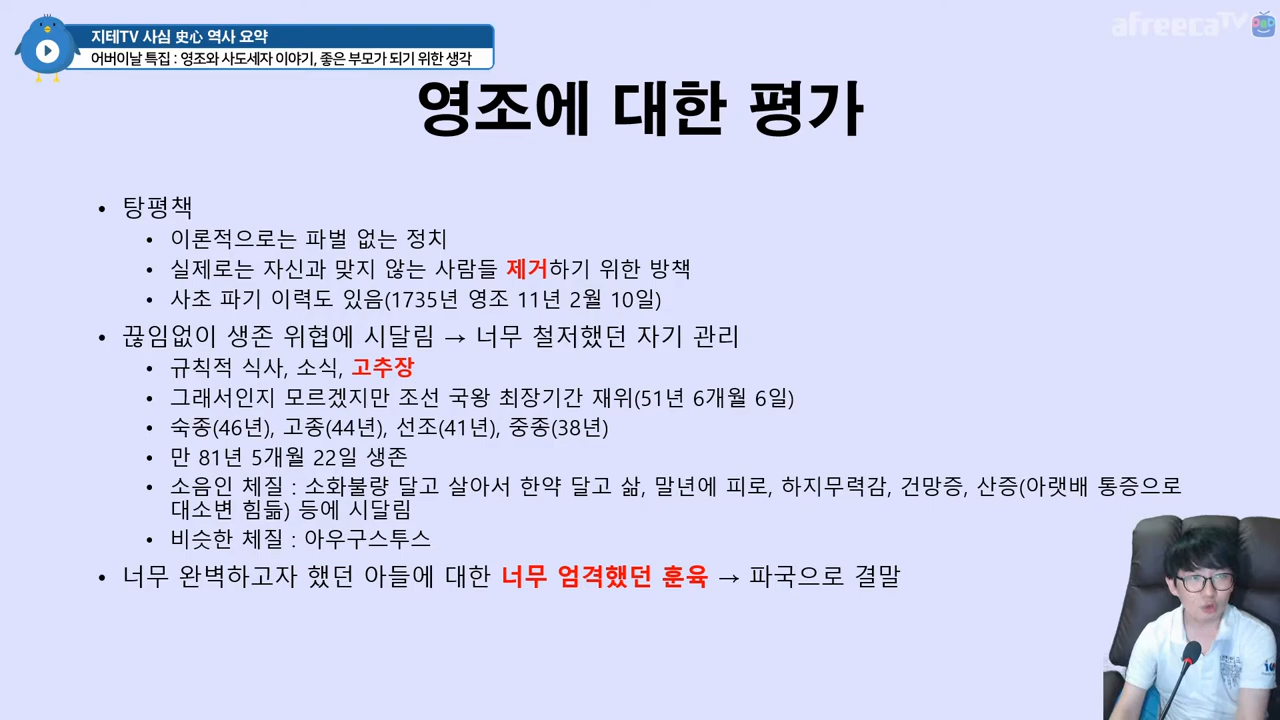 지테TV 사심 史心 역사 요약
어버이날 특집 : 영조와 사도세자 이야기, 좋은 부모가 되기 위한 생각
afreecaTV
영조에 대한 평가
• 탕평책
• 이론적으로는 파벌 없는 정치
• 실제로는 자신과 맞지 않는 사람들 제거하기 위한 방책
• 사초 파기 이력도 있음(1735년 영조 11년 2월 10일)
• 끊임없이 생존 위협에 시달림 → 너무 철저했던 자기 관리
• 규칙적 식사, 소식, 고추장
• 그래서인지 모르겠지만 조선 국왕 최장기간 재위(51년 6개월 6일)
• 숙종(46년), 고종(44년), 선조(41년), 중종(38년)
• 만 81년 5개월 22일 생존
• 소음인 체질 : 소화불량 달고 살아서 한약 달고 삶, 말년에 피로, 하지무력감, 건망증, 산증(아랫배 통증으로
대소변 힘듦) 등에 시달림
• 비슷한 체질 : 아우구스투스
• 너무 완벽하고자 했던 아들에 대한 너무 엄격했던 훈육 → 파국으로 결말